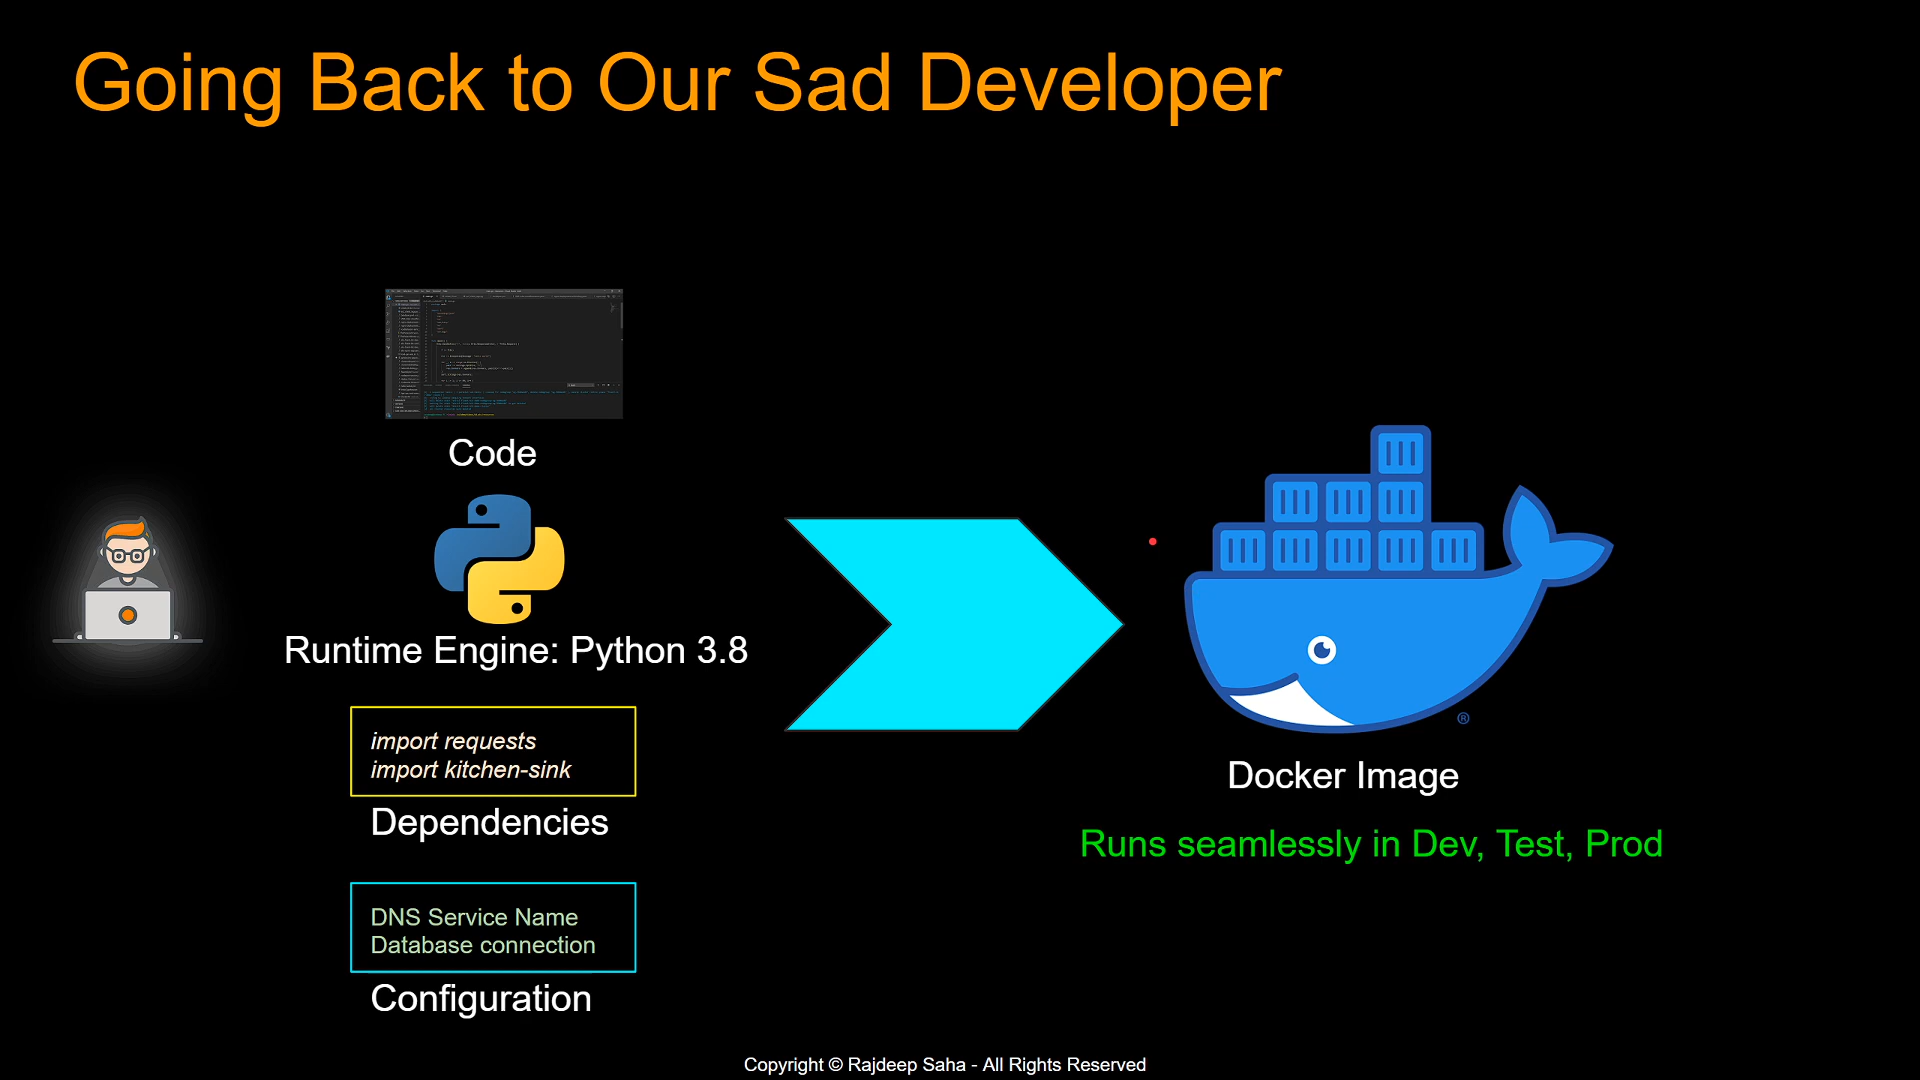 Going Back to Our Sad Developer
Code
Runtime Engine: Python 3.8
import requests
import kitchen-sink
Dependencies
DNS Service Name
Database connection
Configuration
®
Docker Image
Runs seamlessly in Dev, Test, Prod
Copyright © Rajdeep Saha - All Rights Reserved